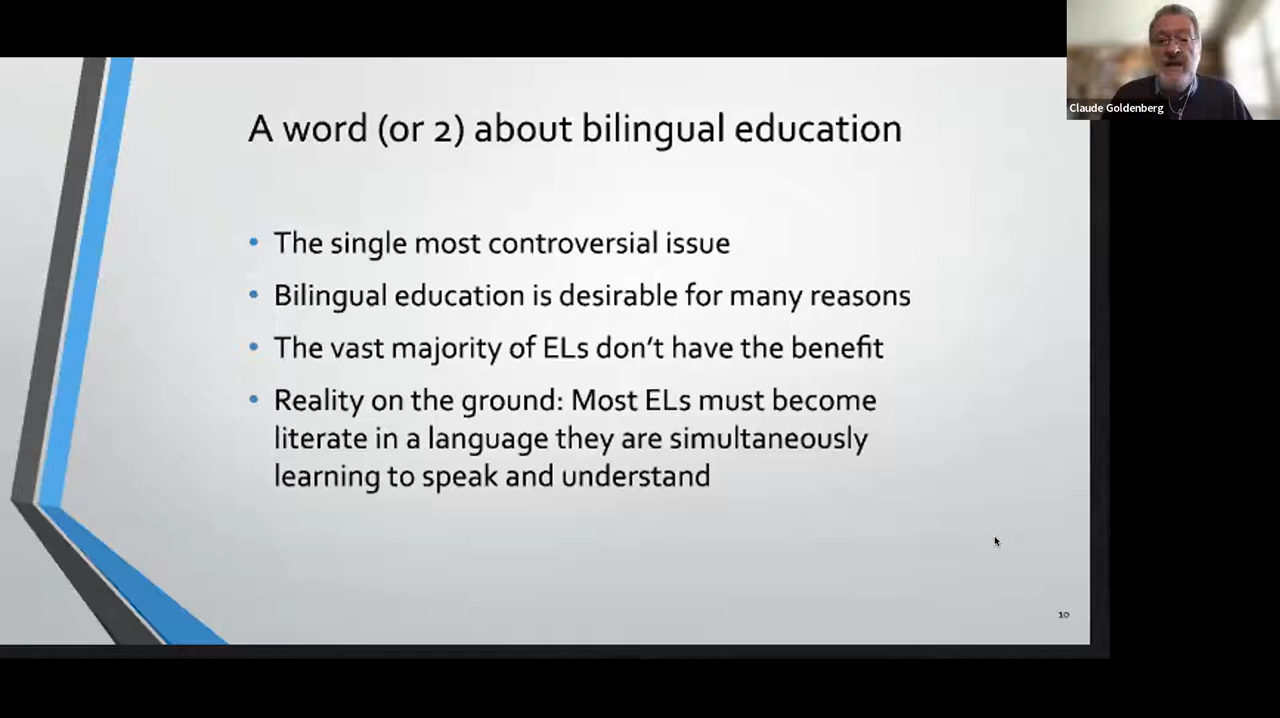 Claude Goldenberg
A word (or 2) about bilingual education
• The single most controversial issue
• Bilingual education is desirable for many reasons
• The vast majority of ELs don't have the benefit
• Reality on the ground: Most ELs must become
literate in a language they are simultaneously
learning to speak and understand
10